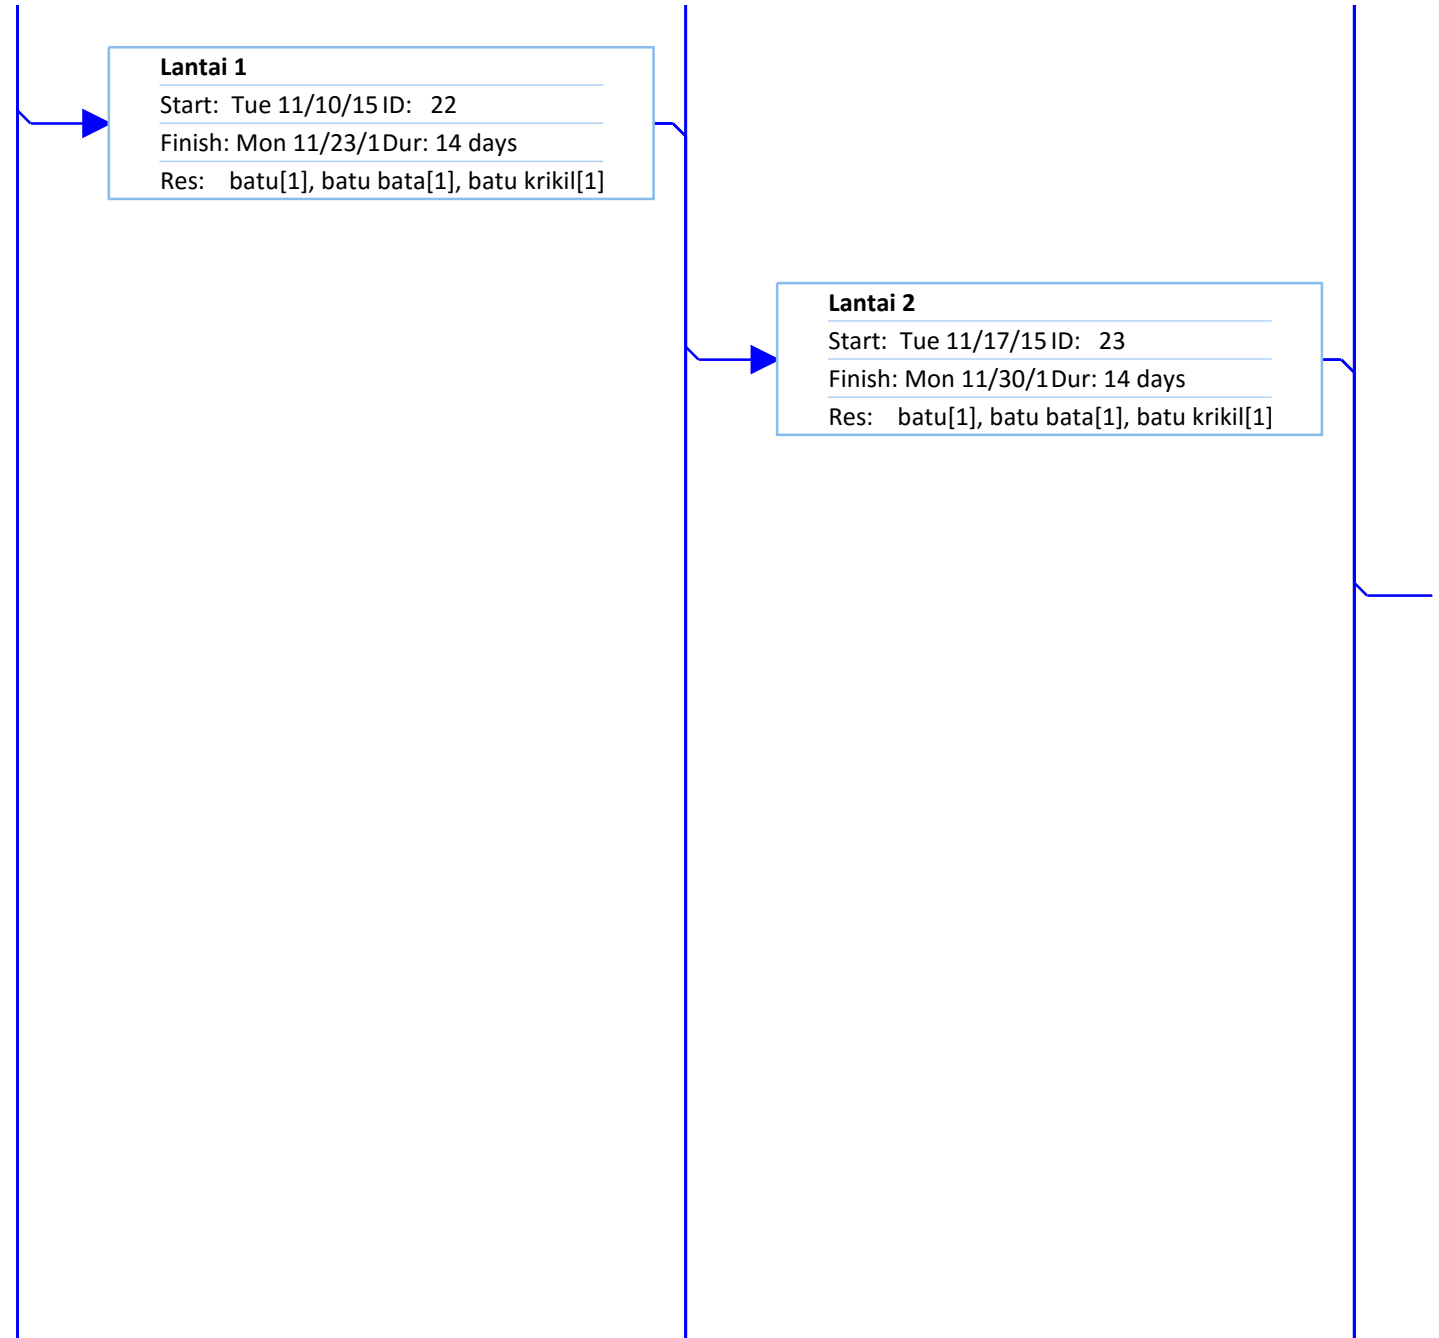 Lantai 1
Start: Tue 11/10/15 ID: 22
Finish: Mon 11/23/1 Dur: 14 days
Res: batu[1], batu bata[1], batu krikil[1]
Lantai 2
Start: Tue 11/17/15 ID: 23
Finish: Mon 11/30/1 Dur: 14 days
Res: batu[1], batu bata[1], batu krikil[1]